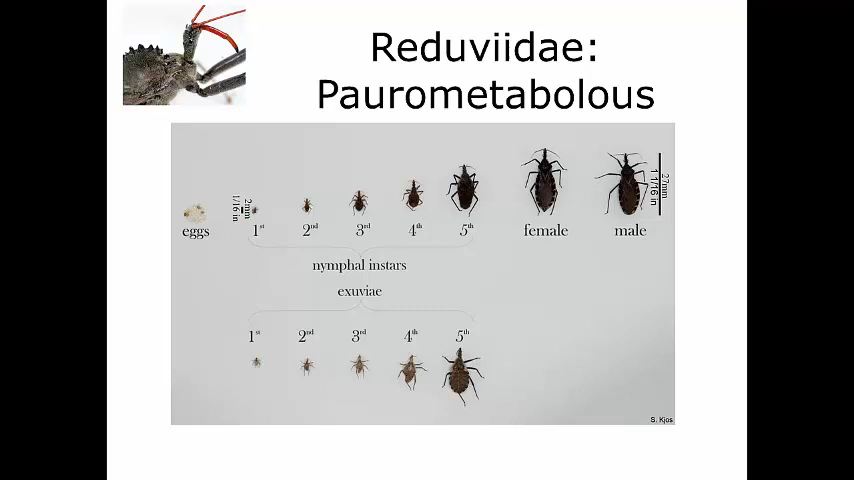 Reduviidae:
Paurometabolous
eggs
2mm
1/16 in
1st
2nd
3rd
4th
5th
female
male
27mm
1 1/16 in
nymphal instars
exuviae
1st
2nd
3rd
4th
5th
S. Kjos